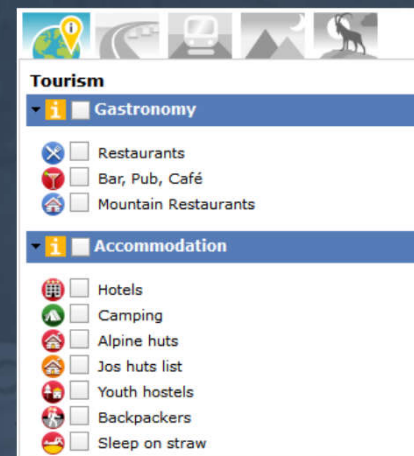 Tourism
Gastronomy
Restaurants
Bar, Pub, Café
Mountain Restaurants
Accommodation
Hotels
Camping
Alpine huts
Jos huts list
Youth hostels
Backpackers
Sleep on straw